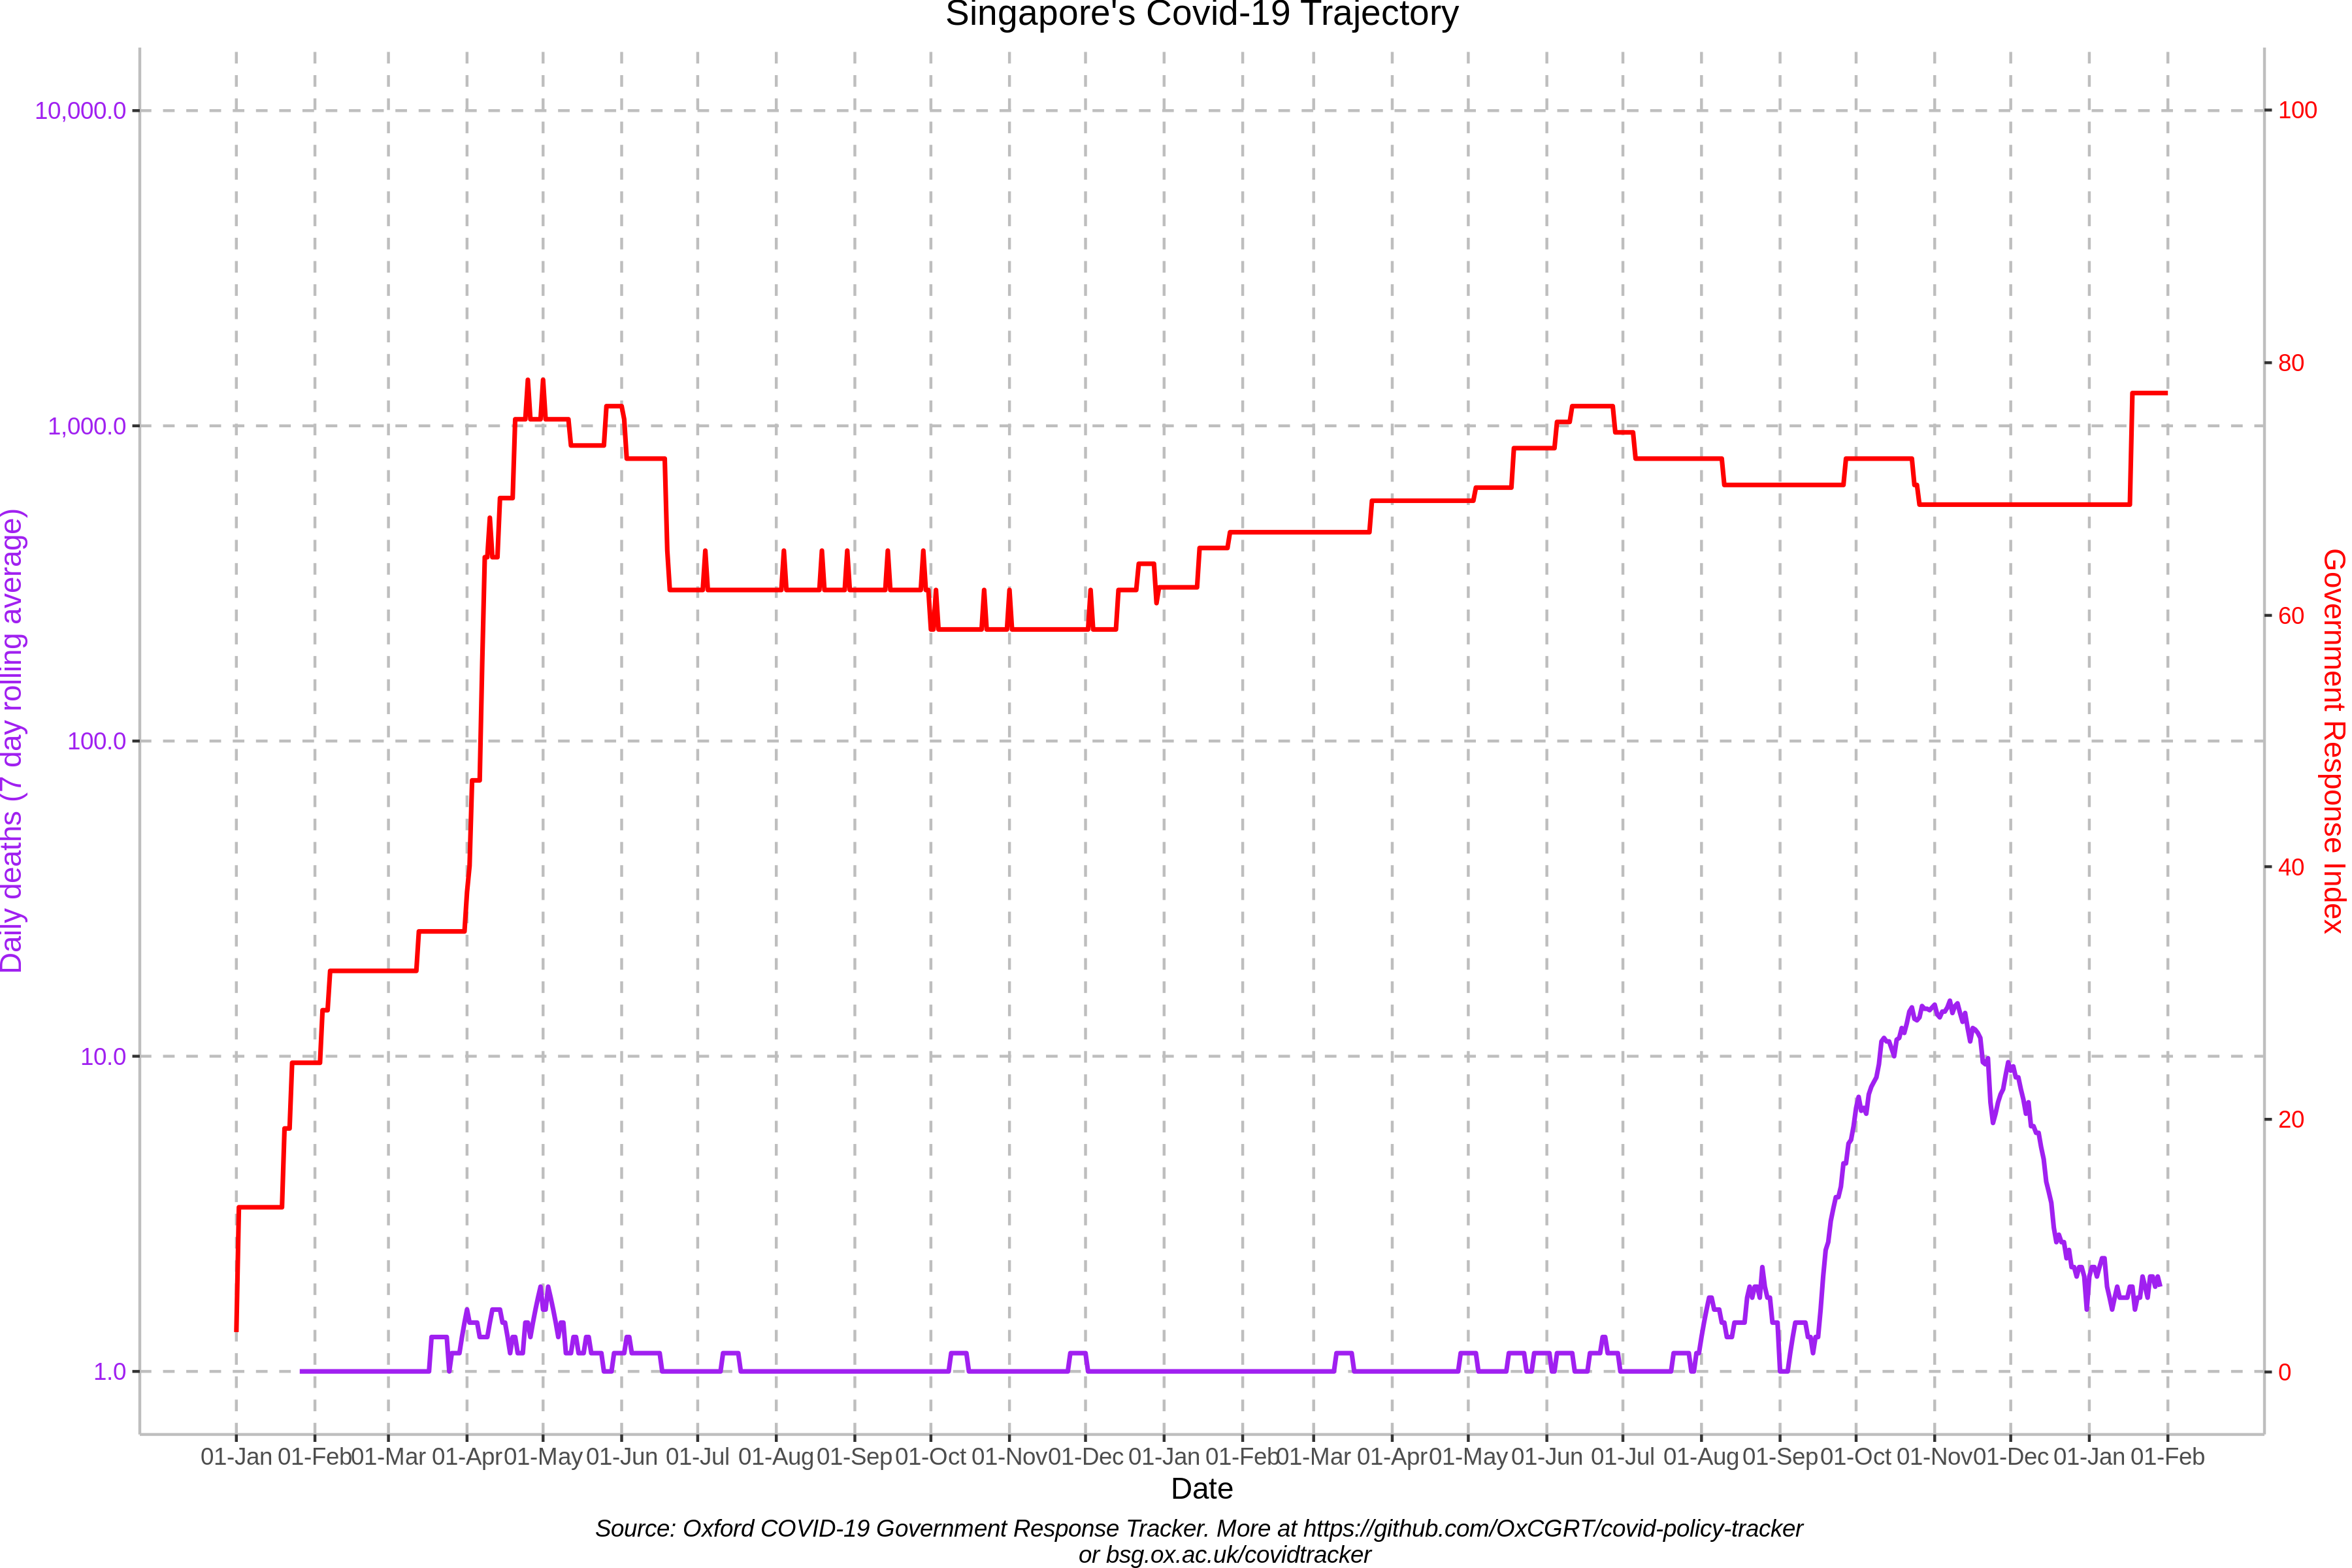 Singapore's Covid-19 Trajectory
10,000.0
1,000.0
100.0
10.0
1.0
Daily deaths (7 day rolling average)
100
80
60
40
20
0
Government Response Index
01-Jan 01-Feb 01-Mar 01-Apr 01-May 01-Jun 01-Jul 01-Aug 01-Sep 01-Oct 01-Nov 01-Dec 01-Jan 01-Feb 01-Mar 01-Apr 01-May 01-Jun 01-Jul 01-Aug 01-Sep 01-Oct 01-Nov 01-Dec 01-Jan 01-Feb
Date
Source: Oxford COVID-19 Government Response Tracker. More at https://github.com/OxCGRT/covid-policy-tracker
or bsg.ox.ac.uk/covidtracker